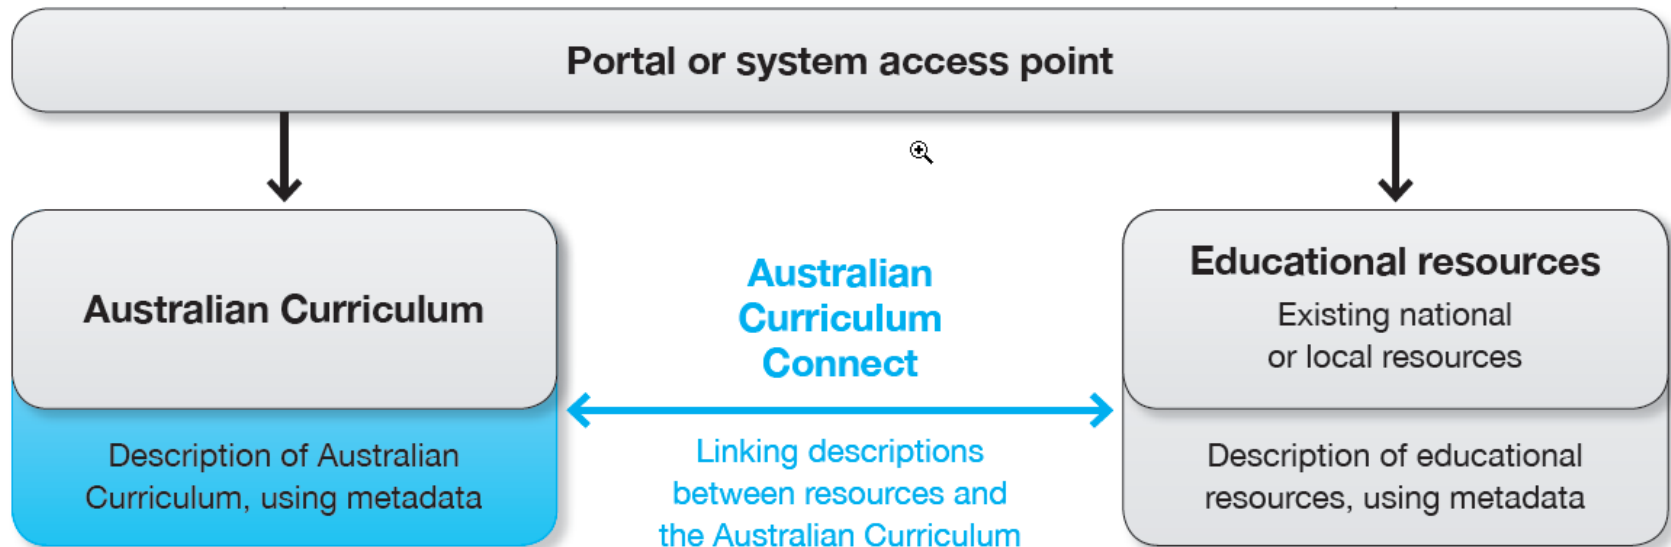 Portal or system access point
Australian Curriculum
Description of Australian
Curriculum, using metadata
Australian
Curriculum
Connect
Linking descriptions
between resources and
the Australian Curriculum
Educational resources
Existing national
or local resources
Description of educational
resources, using metadata